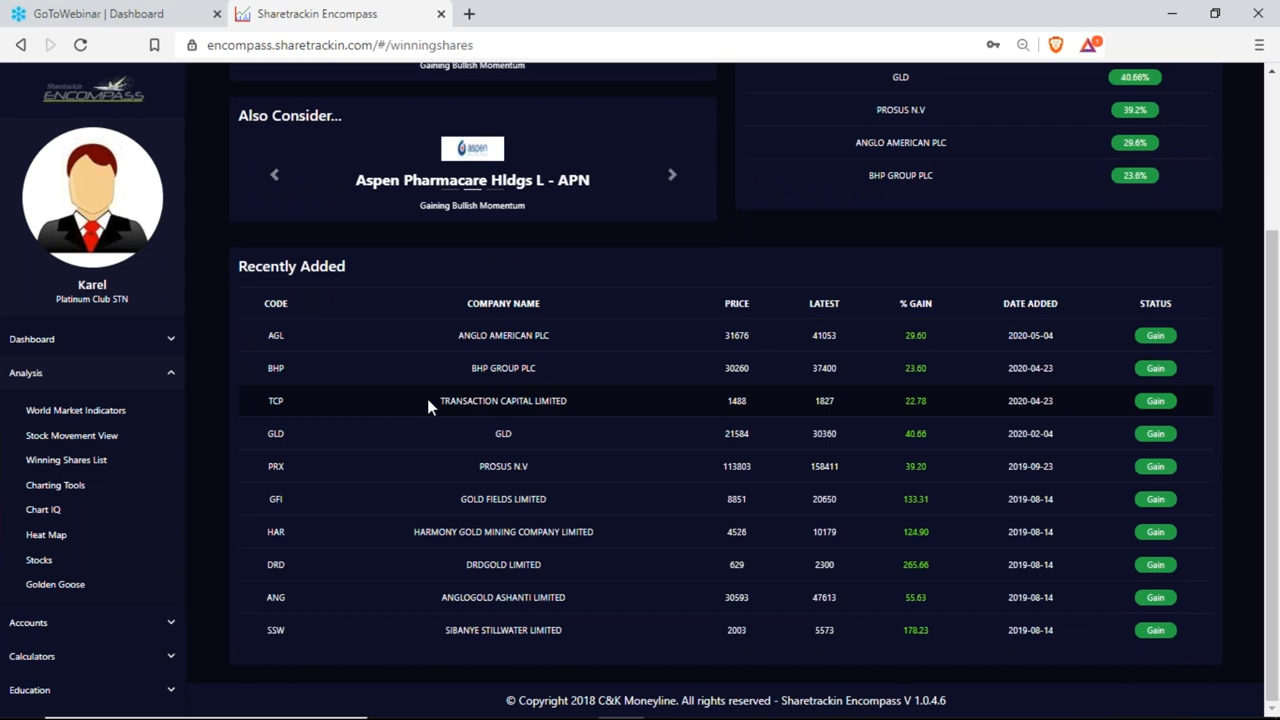 GoToWebinar | Dashboard
Sharetrackin Encompass
encompass.sharetrackin.com/#/winningshares
1
Sharetrackin
ENCOMPASS
Karel
Platinum Club STN
Dashboard
Analysis
World Market Indicators
Stock Movement View
Winning Shares List
Charting Tools
Chart IQ
Heat Map
Stocks
Golden Goose
Accounts
Calculators
Education
Gaining Bullish Momentum
Also Consider...
aspen
Aspen Pharmacare Hldgs L - APN
Gaining Bullish Momentum
GLD 40.66%
PROSUS N.V 39.2%
ANGLO AMERICAN PLC 29.6%
BHP GROUP PLC 23.6%
Recently Added
CODE COMPANY NAME PRICE LATEST % GAIN DATE ADDED STATUS
AGL ANGLO AMERICAN PLC 31676 41053 29.60 2020-05-04 Gain
BHP BHP GROUP PLC 30260 37400 23.60 2020-04-23 Gain
TCP TRANSACTION CAPITAL LIMITED 1488 1827 22.78 2020-04-23 Gain
GLD GLD 21584 30360 40.66 2020-02-04 Gain
PRX PROSUS N.V 113803 158411 39.20 2019-09-23 Gain
GFI GOLD FIELDS LIMITED 8851 20650 133.31 2019-08-14 Gain
HAR HARMONY GOLD MINING COMPANY LIMITED 4526 10179 124.90 2019-08-14 Gain
DRD DRDGOLD LIMITED 629 2300 265.66 2019-08-14 Gain
ANG ANGLOGOLD ASHANTI LIMITED 30593 47613 55.63 2019-08-14 Gain
SSW SIBANYE STILLWATER LIMITED 2003 5573 178.23 2019-08-14 Gain
© Copyright 2018 C&K Moneyline. All rights reserved - Sharetrackin Encompass V 1.0.4.6